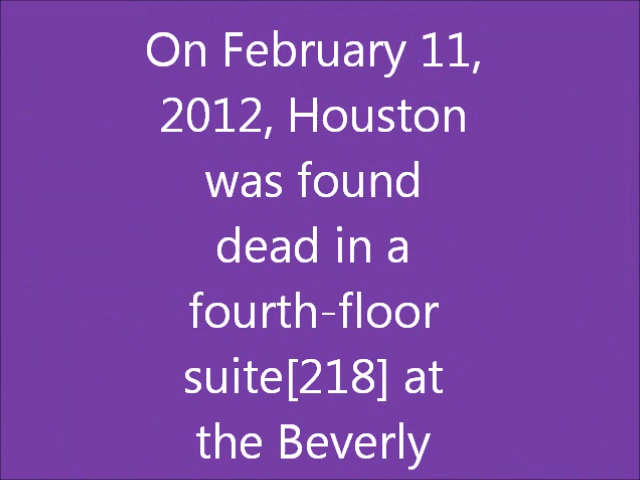 On February 11,
2012, Houston
was found
dead in a
fourth-floor
suite[218] at
the Beverly